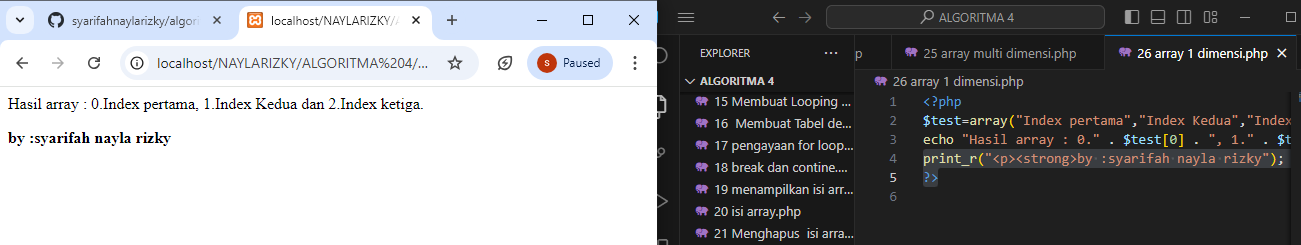 syarifahnaylarizky/algori
localhost/NAYLARIZKY/A
localhost/NAYLARIZKY/ALGORITMA%204/...
S
Paused
Hasil array : 0.Index pertama, 1.Index Kedua dan 2.Index ketiga.
by :syarifah nayla rizky
ALGORITMA 4
EXPLORER
ALGORITMA 4
15 Membuat Looping ...
16 Membuat Tabel de...
17 pengayaan for loop...
18 break dan contine....
19 menampilkan isi arr...
20 isi array.php
21 Menghapus isi arra...
p
25 array multi dimensi.php
26 array 1 dimensi.php
26 array 1 dimensi.php
1 <?php
2 $test=array("Index pertama","Index Kedua","Index
3 echo "Hasil array : 0." . $test[0] . ", 1." . $t
4 print_r("<p><strong>by :syarifah nayla rizky");
5 ?>
6